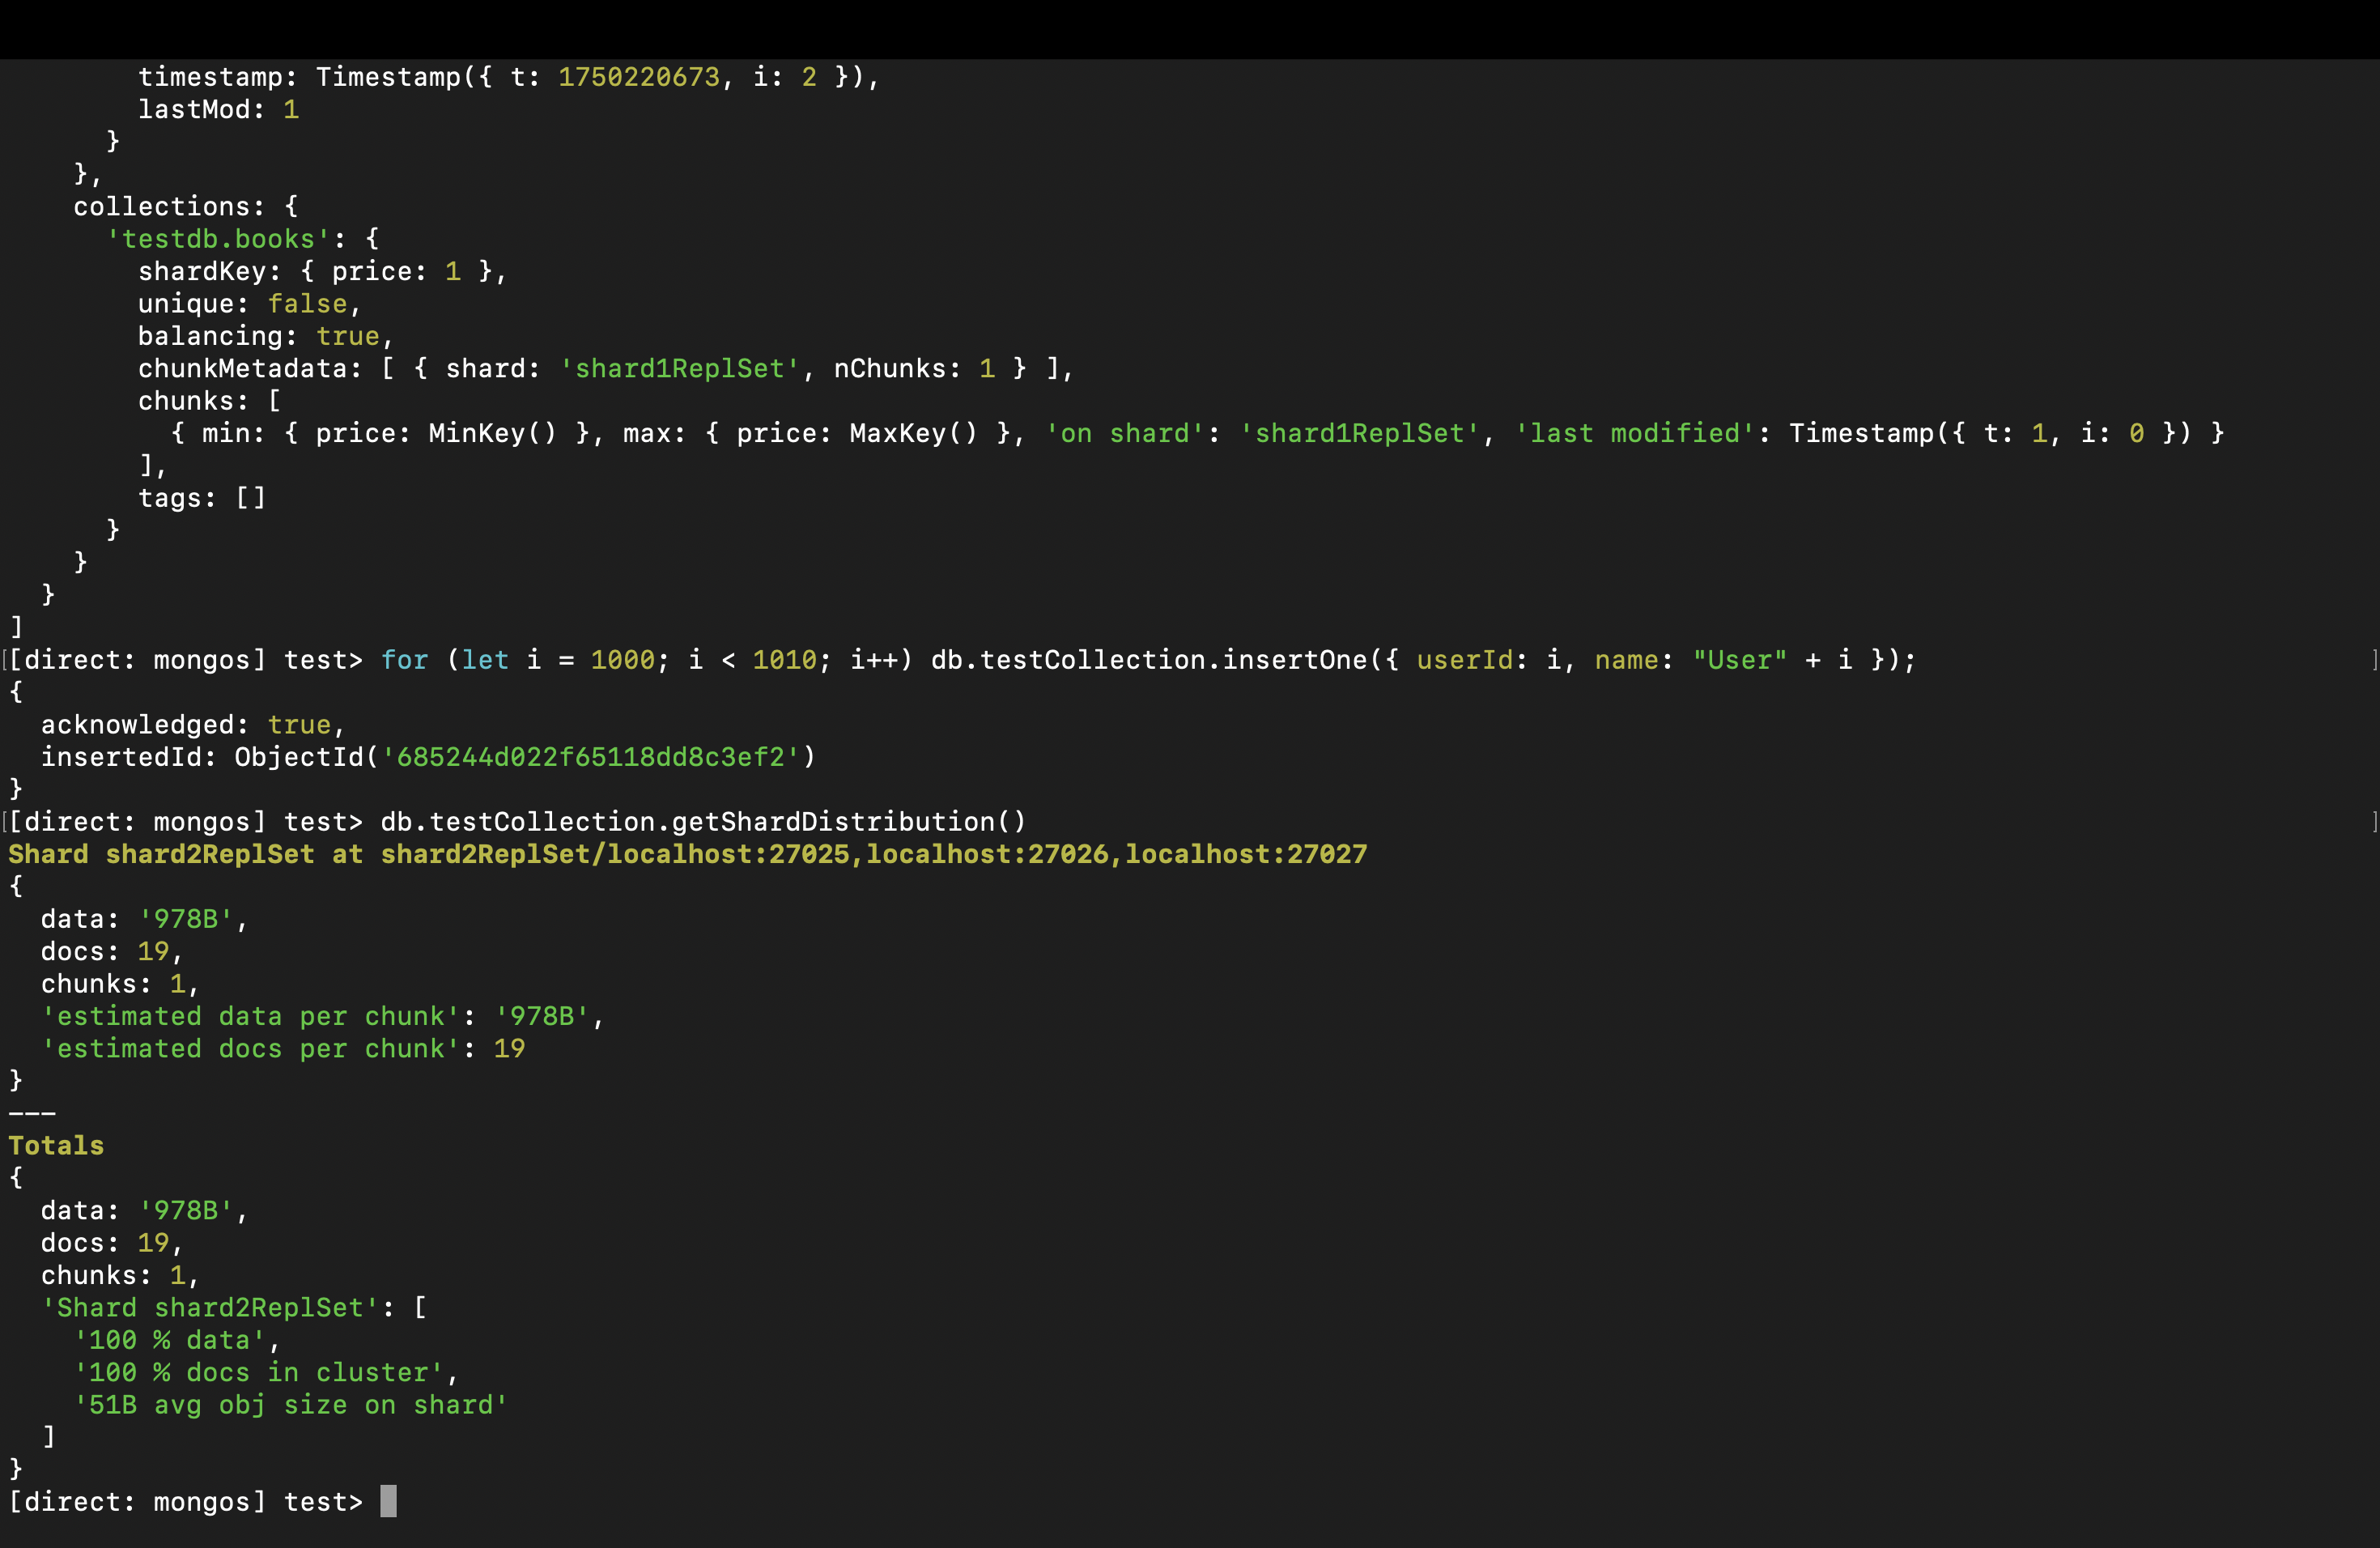 timestamp: Timestamp({ t: 1750220673, i: 2 }),
        lastMod: 1
      }
    },
    collections: {
      'testdb.books': {
        shardKey: { price: 1 },
        unique: false,
        balancing: true,
        chunkMetadata: [ { shard: 'shard1ReplSet', nChunks: 1 } ],
        chunks: [
          { min: { price: MinKey() }, max: { price: MaxKey() }, 'on shard': 'shard1ReplSet', 'last modified': Timestamp({ t: 1, i: 0 }) }
        ],
        tags: []
      }
    }
  }
]
[[direct: mongos] test> for (let i = 1000; i < 1010; i++) db.testCollection.insertOne({ userId: i, name: "User" + i }); ]
{
  acknowledged: true,
  insertedId: ObjectId('685244d022f65118dd8c3ef2')
}
[[direct: mongos] test> db.testCollection.getShardDistribution() ]
Shard shard2ReplSet at shard2ReplSet/localhost:27025,localhost:27026,localhost:27027
{
  data: '978B',
  docs: 19,
  chunks: 1,
  'estimated data per chunk': '978B',
  'estimated docs per chunk': 19
}
---
Totals
{
  data: '978B',
  docs: 19,
  chunks: 1,
  'Shard shard2ReplSet': [
    '100 % data',
    '100 % docs in cluster',
    '51B avg obj size on shard'
  ]
}
[direct: mongos] test>